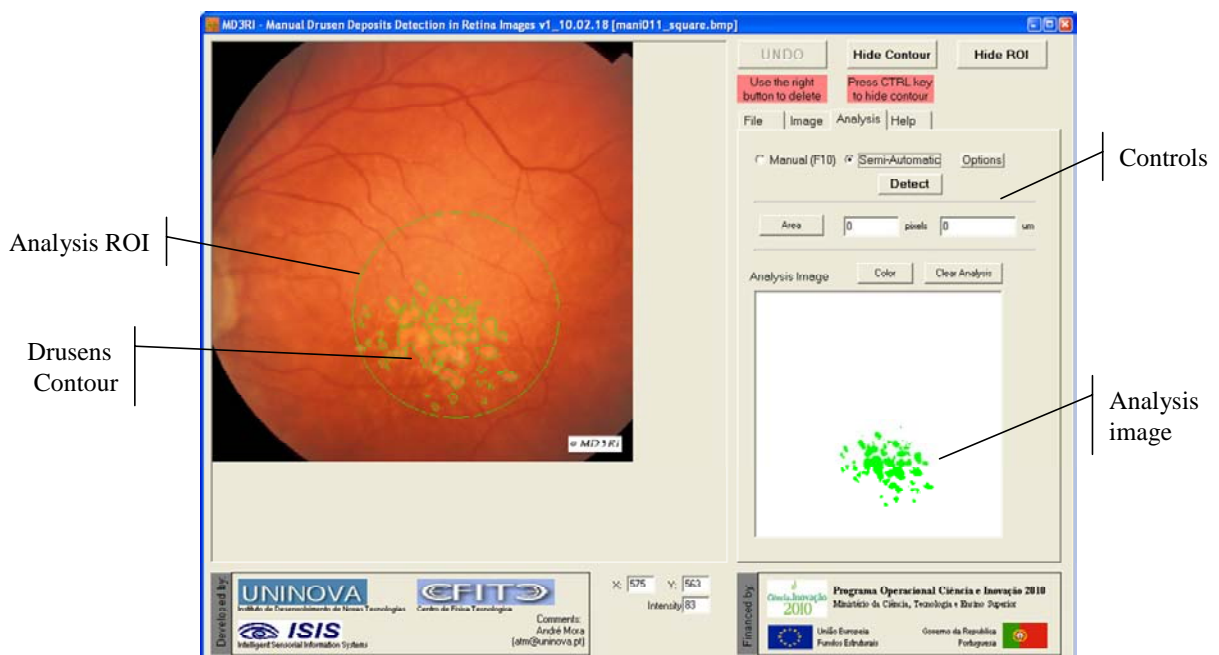 MD3RI - Manual Drusen Deposits Detection in Retina Images v1_10.02.18 [mani011_square.bmp]
UNDO
Hide Contour
Hide ROI
Use the right
button to delete
Press CTRL key
to hide contour
File Image Analysis Help
Manual (F10) Semi-Automatic Options
Detect
Controls
Area 0 pixels 0 um
Analysis Image Color Clear Analysis
Analysis ROI
Drusens
Contour
© MD3RI
Analysis
image
Developed by:
UNINOVA
Instituto de Desenvolvimento de Novas Tecnologias
CFITC
Centro de Física Tecnológica
ISIS
Intelligent Sensorial Information Systems
Comments:
André Mora
(atm@uninova.pt)
X: 575 Y: 563
Intensity 83
Financed by:
Ciência.Inovação
2010
Programa Operacional Ciência e Inovação 2010
Ministério da Ciência, Tecnologia e Ensino Superior
União Europeia
Fundos Estruturais
Governo da República
Portuguesa